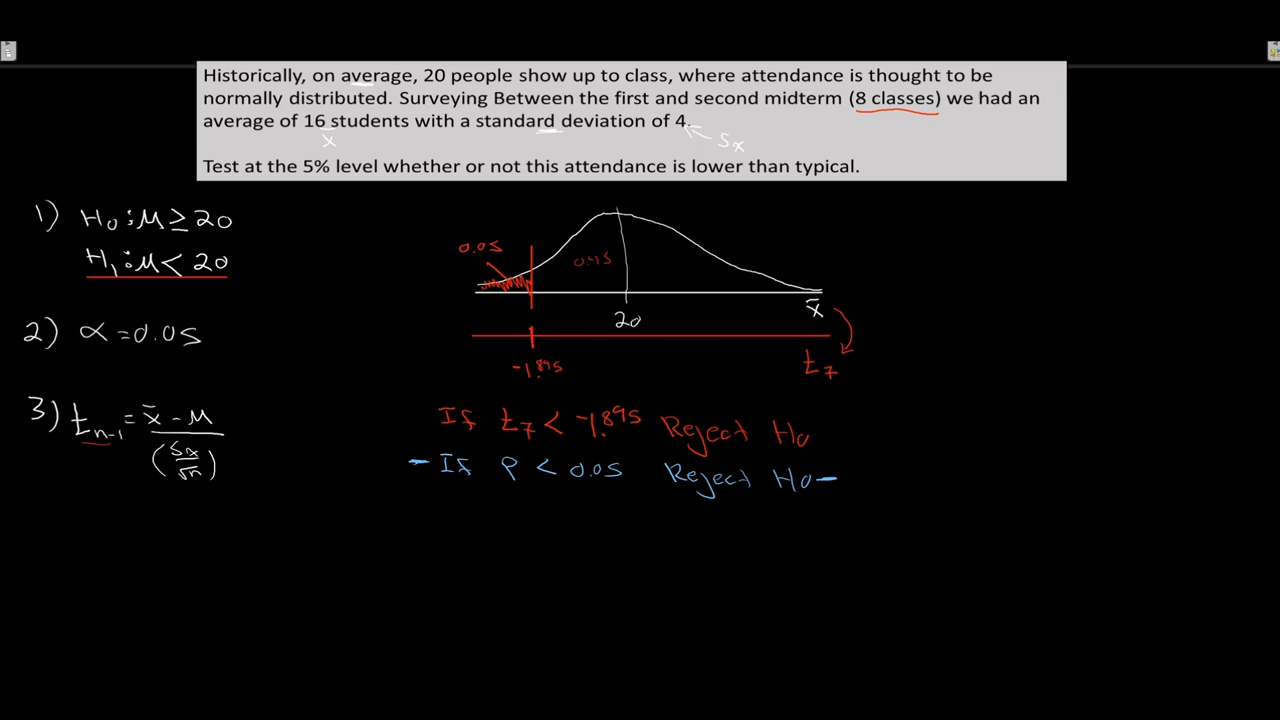 Historically, on average, 20 people show up to class, where attendance is thought to be
normally distributed. Surveying Between the first and second midterm (8 classes) we had an
average of 16 students with a standard deviation of 4.
x̄
Sx
Test at the 5% level whether or not this attendance is lower than typical.
1) H0 : μ ≥ 20
H1 : μ < 20
2) α = 0.05
3) tn-1 = x̄ - μ
(Sx/√n)
0.05
0.45
20
x̄
-1.895
t7
If t7 < -1.895 Reject H0
- If P < 0.05 Reject H0 -